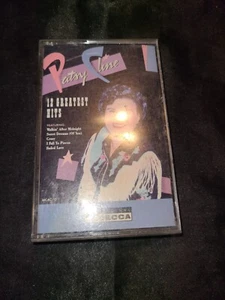 Patsy Cline
12 GREATEST
HITS
FEATURING:
Walkin' After Midnight
Sweet Dreams (Of You)
Crazy
I Fall To Pieces
Faded Love
DECCA